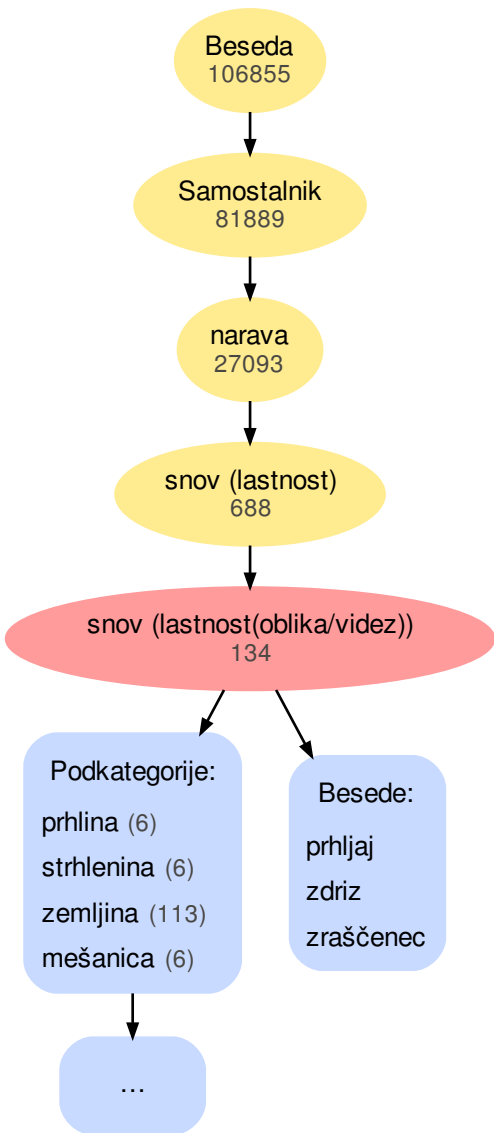 Beseda
106855
Samostalnik
81889
narava
27093
snov (lastnost)
688
snov (lastnost(oblika/videz))
134
Podkategorije:
prhlina (6)
strhlenina (6)
zemljina (113)
mešanica (6)
Besede:
prhljaj
zdriz
zraščenec
...